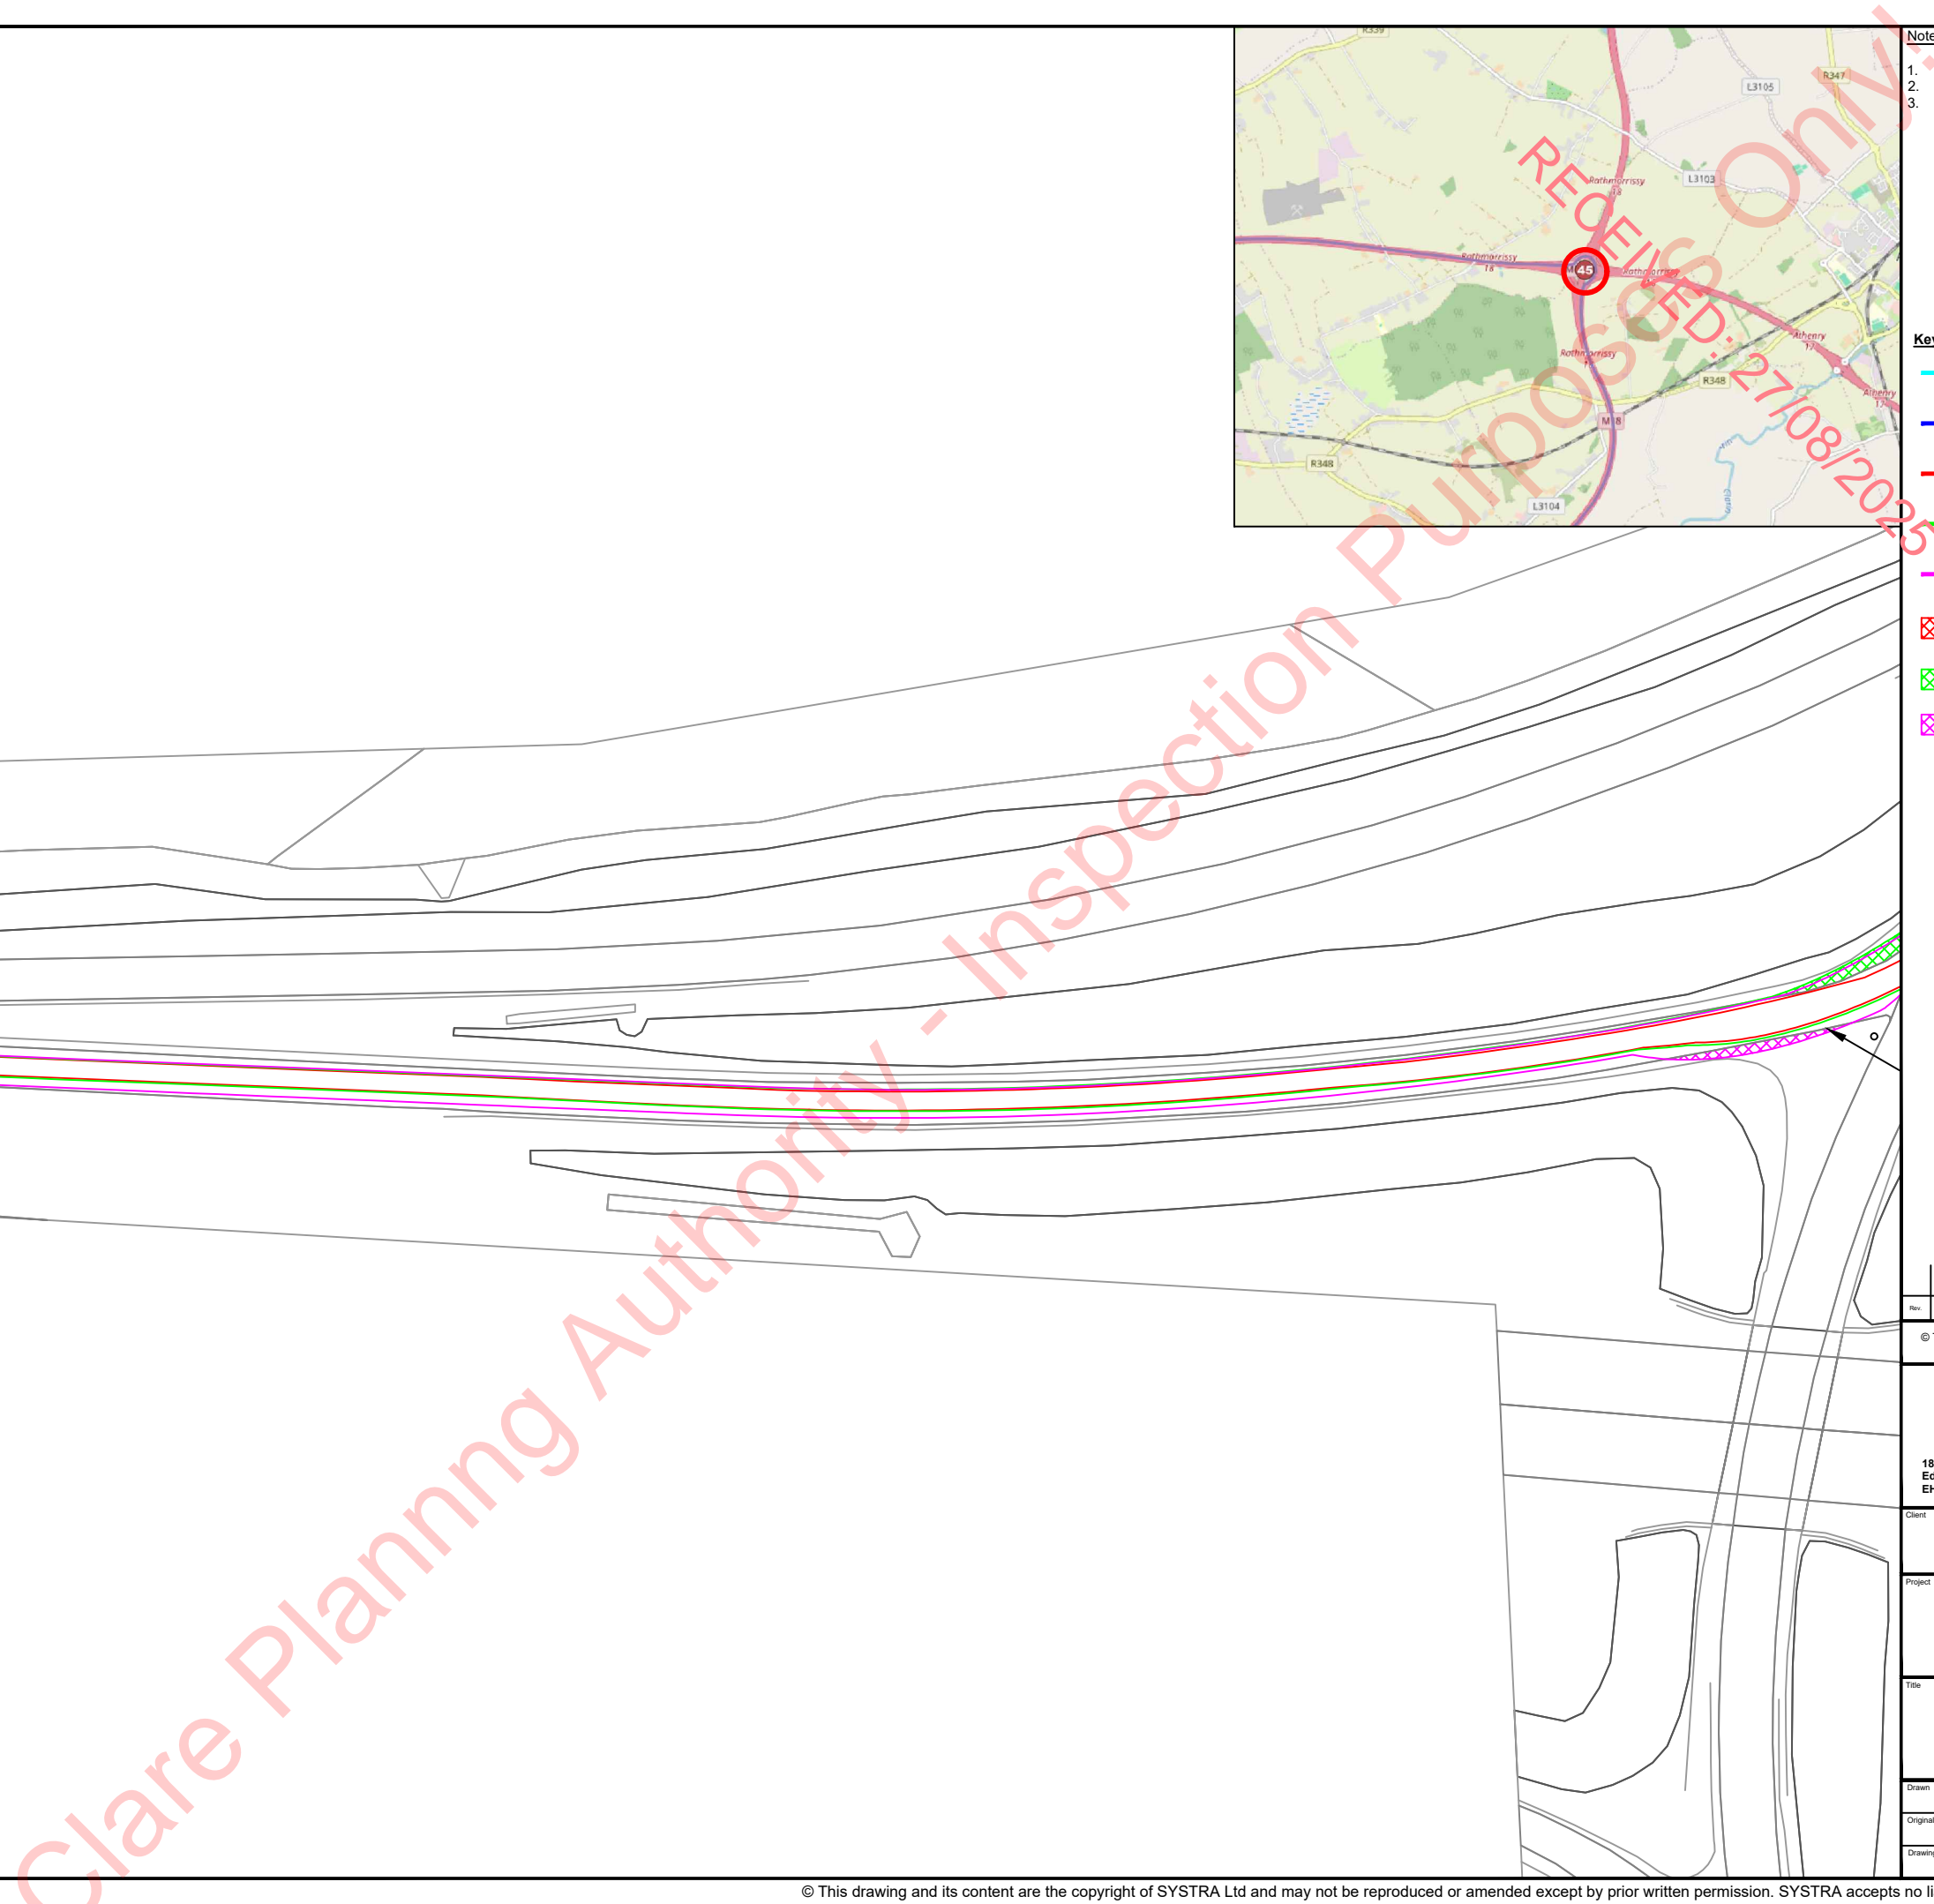 Note
1.
2.
3.
R339
R347
L3105
L3103
Rathmorrissy
18
Rathmorrissy
18
45
Rathmorrissy
Rathmorrissy
Athenry
17
Athenry
17
R348
R348
M18
L3104
RECEIVED: 27/08/2025
Clare Planning Authority - Inspection Purposes Only!
Key
Rev.
©
18
Ed
EH
Client
Project
Title
Drawn
Original
Drawing
© This drawing and its content are the copyright of SYSTRA Ltd and may not be reproduced or amended except by prior written permission. SYSTRA accepts no li